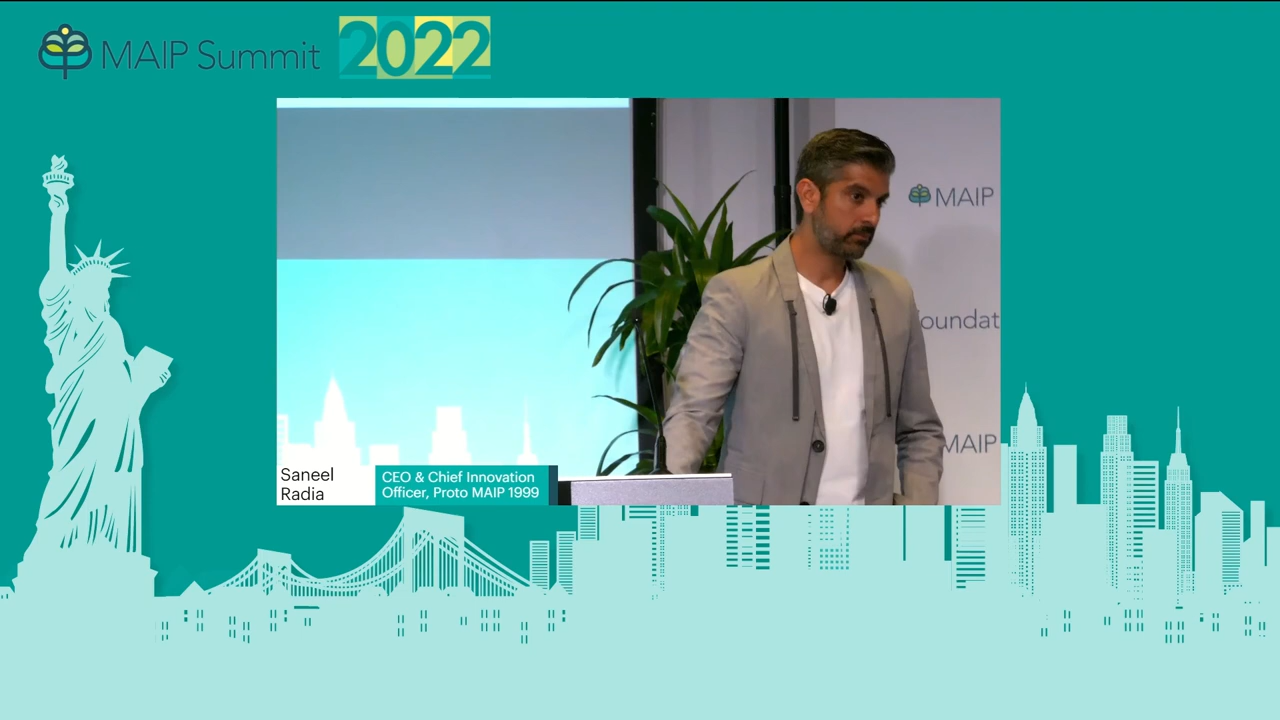 MAIP Summit 2022
MAIP
oundat
MAIP
Saneel
Radia
CEO & Chief Innovation
Officer, Proto MAIP 1999